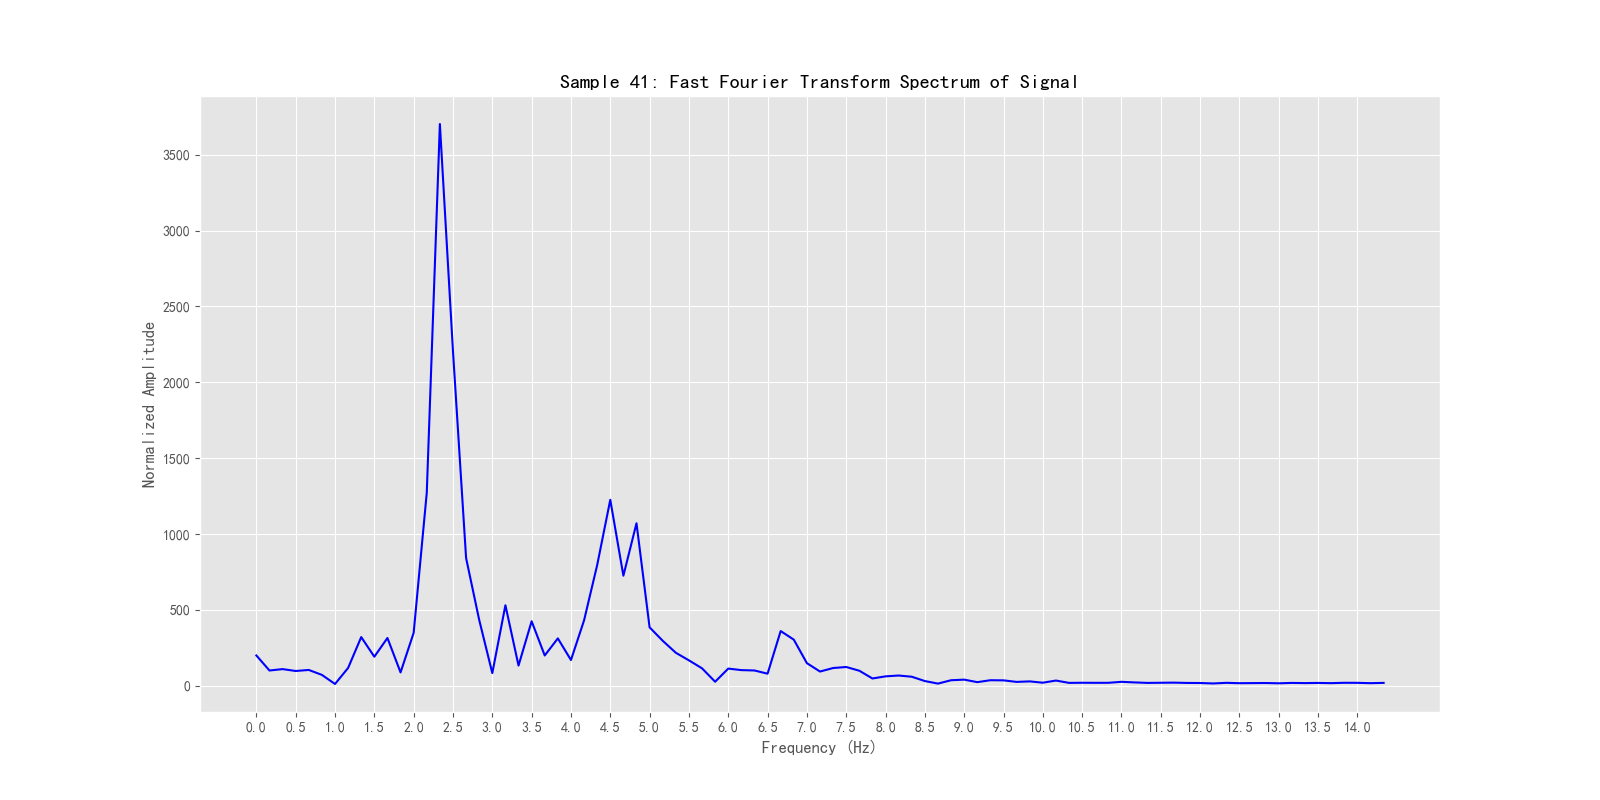 Sample 41: Fast Fourier Transform Spectrum of Signal
Normalized Amplitude
3500
3000
2500
2000
1500
1000
500
0
0.0 0.5 1.0 1.5 2.0 2.5 3.0 3.5 4.0 4.5 5.0 5.5 6.0 6.5 7.0 7.5 8.0 8.5 9.0 9.5 10.0 10.5 11.0 11.5 12.0 12.5 13.0 13.5 14.0
Frequency (Hz)